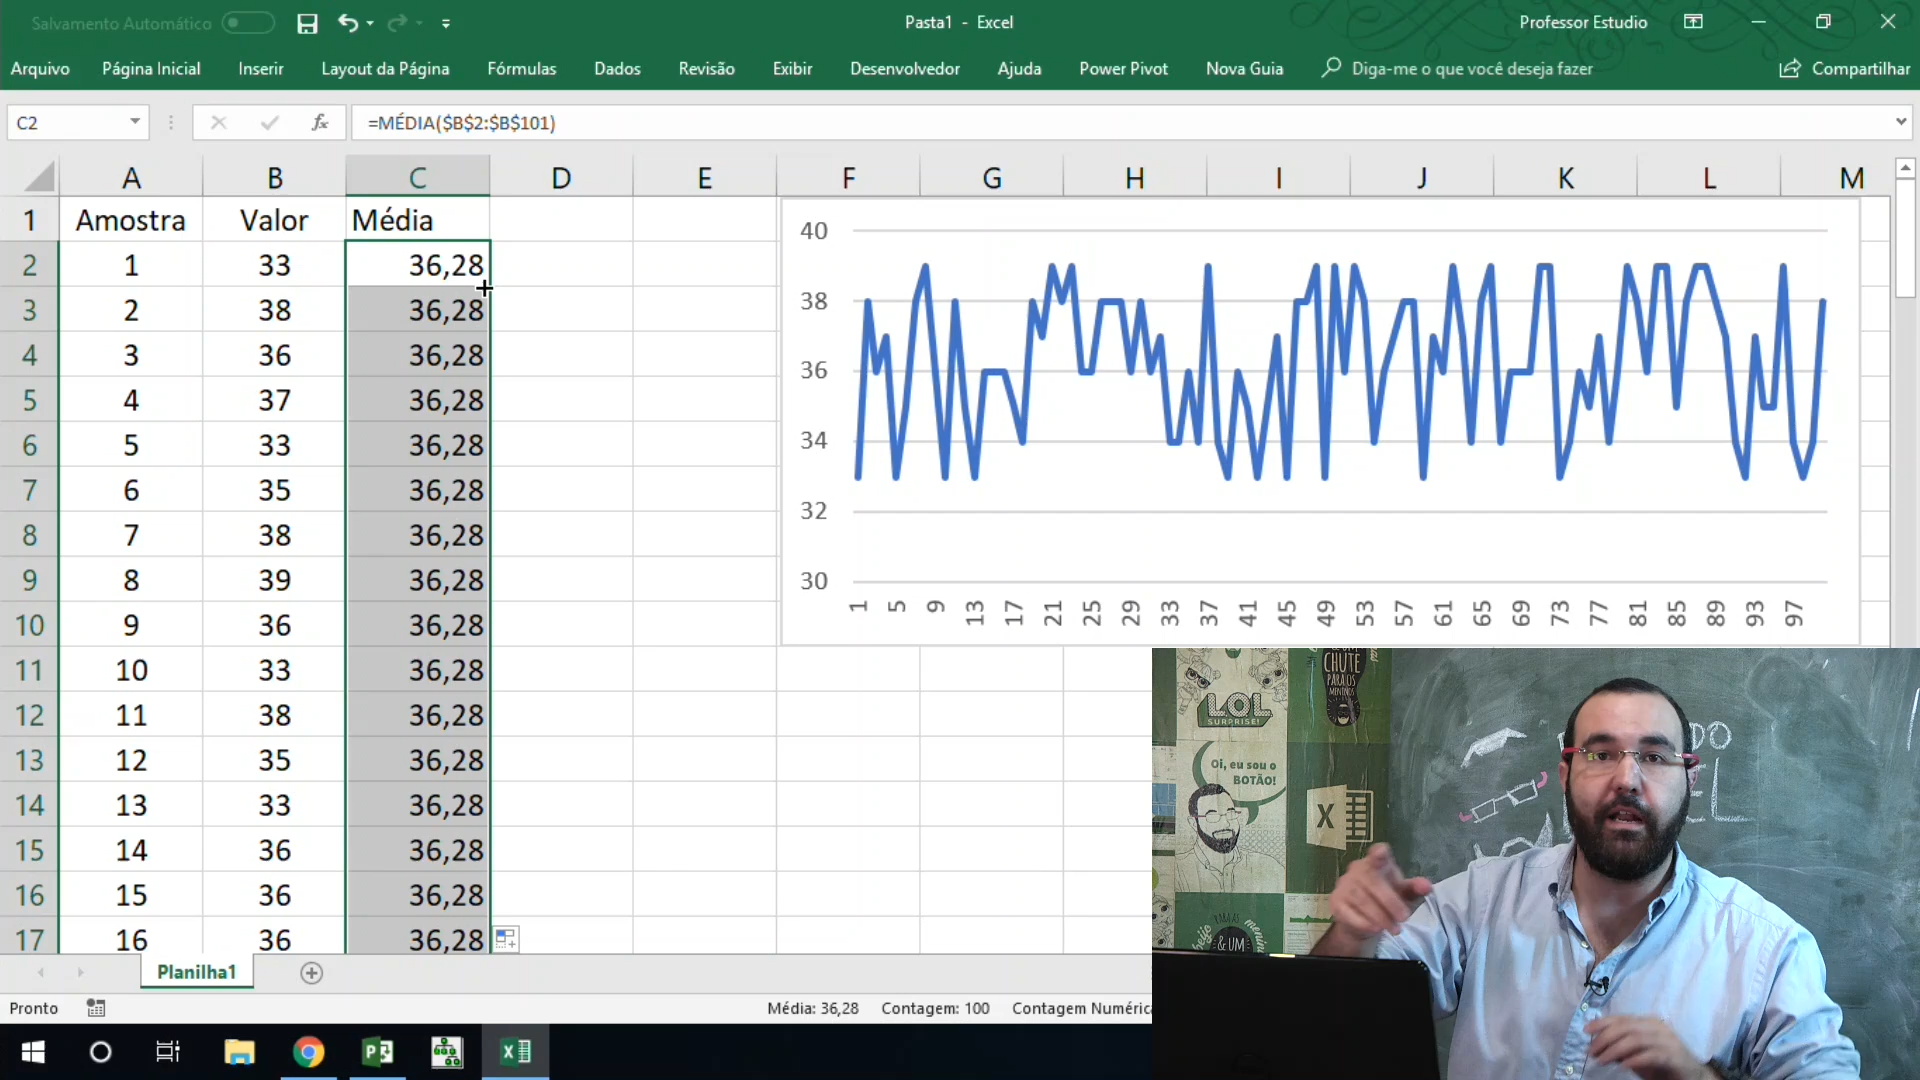 Salvamento Automático
Pasta1 - Excel
Professor Estudio
Arquivo Página Inicial Inserir Layout da Página Fórmulas Dados Revisão Exibir Desenvolvedor Ajuda Power Pivot Nova Guia Diga-me o que você deseja fazer Compartilhar
C2 fx =MÉDIA($B$2:$B$101)
A B C D E F G H I J K L M
1 Amostra Valor Média
2 1 33 36,28
3 2 38 36,28
4 3 36 36,28
5 4 37 36,28
6 5 33 36,28
7 6 35 36,28
8 7 38 36,28
9 8 39 36,28
10 9 36 36,28
11 10 33 36,28
12 11 38 36,28
13 12 35 36,28
14 13 33 36,28
15 14 36 36,28
16 15 36 36,28
17 16 36 36,28
40
38
36
34
32
30
1 5 9 13 17 21 25 29 33 37 41 45 49 53 57 61 65 69 73 77 81 85 89 93 97
CHUTE
PARA OS
MENINOS
LOL
SURPRISE!
Oi, eu sou o
BOTÃO!
X
& UM
Planilha1
Pronto
Média: 36,28 Contagem: 100 Contagem Numéric